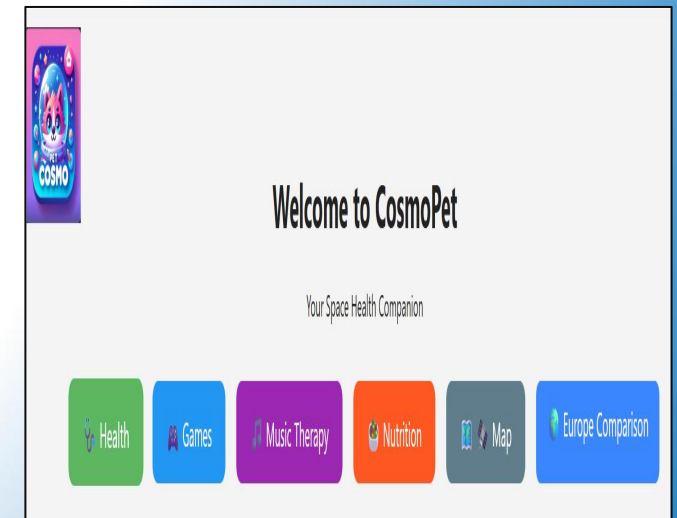 PET
COSMO
Welcome to CosmoPet
Your Space Health Companion
Health
Games
Music Therapy
Nutrition
Map
Europe Comparison